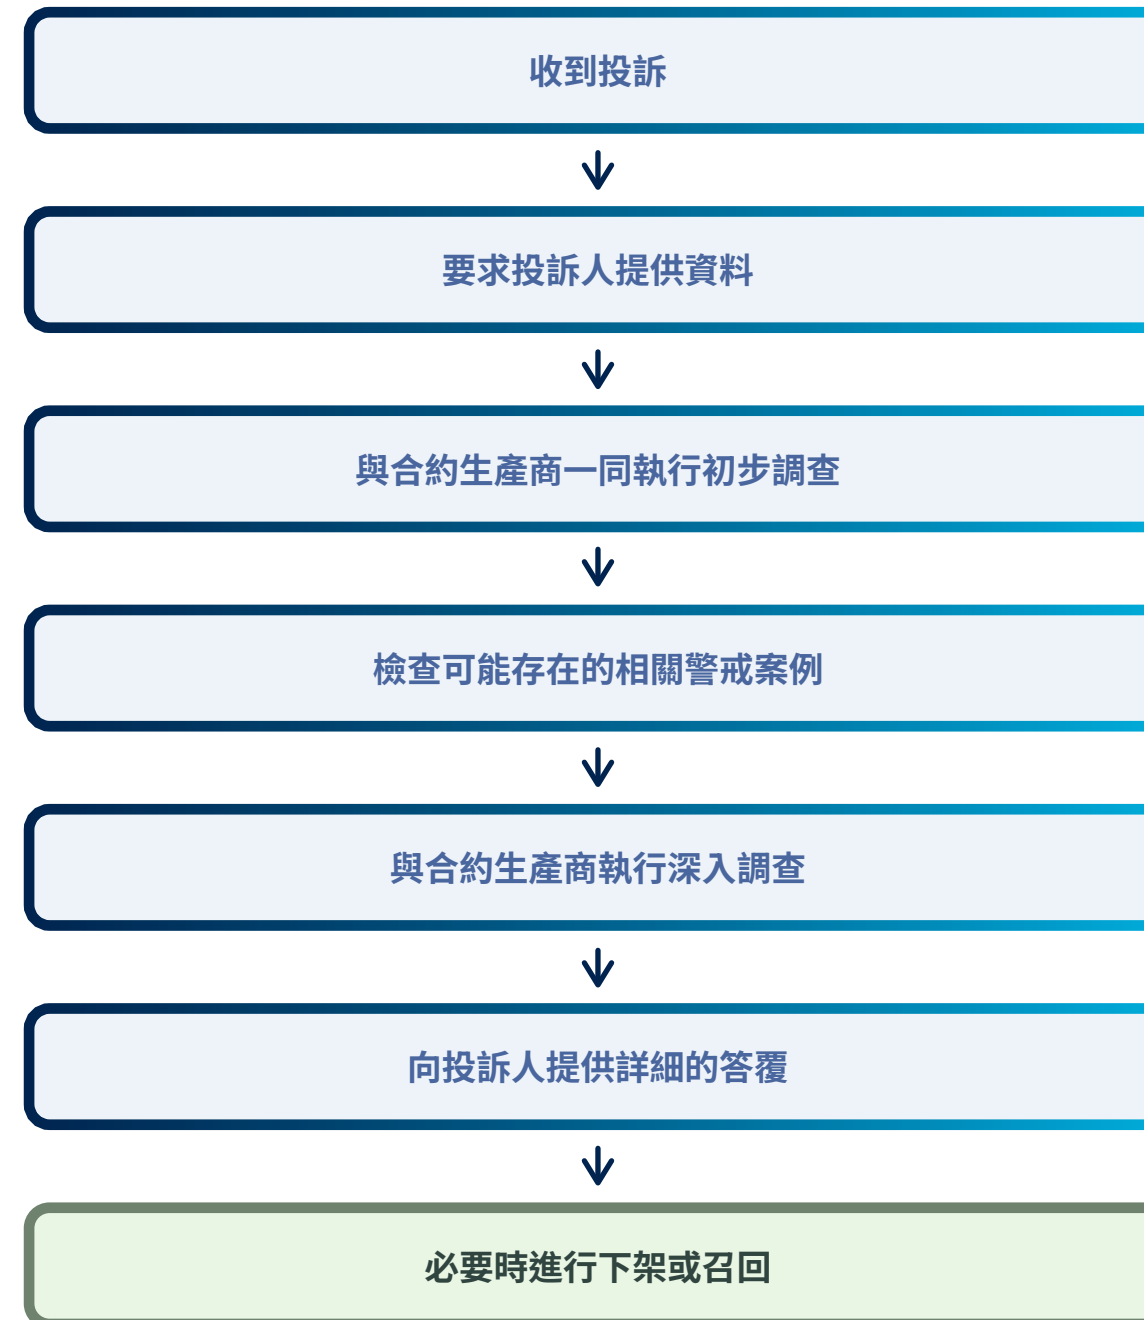 收到投訴
要求投訴人提供資料
與合約生產商一同執行初步調查
檢查可能存在的相關警戒案例
與合約生產商執行深入調查
向投訴人提供詳細的答覆
必要時進行下架或召回